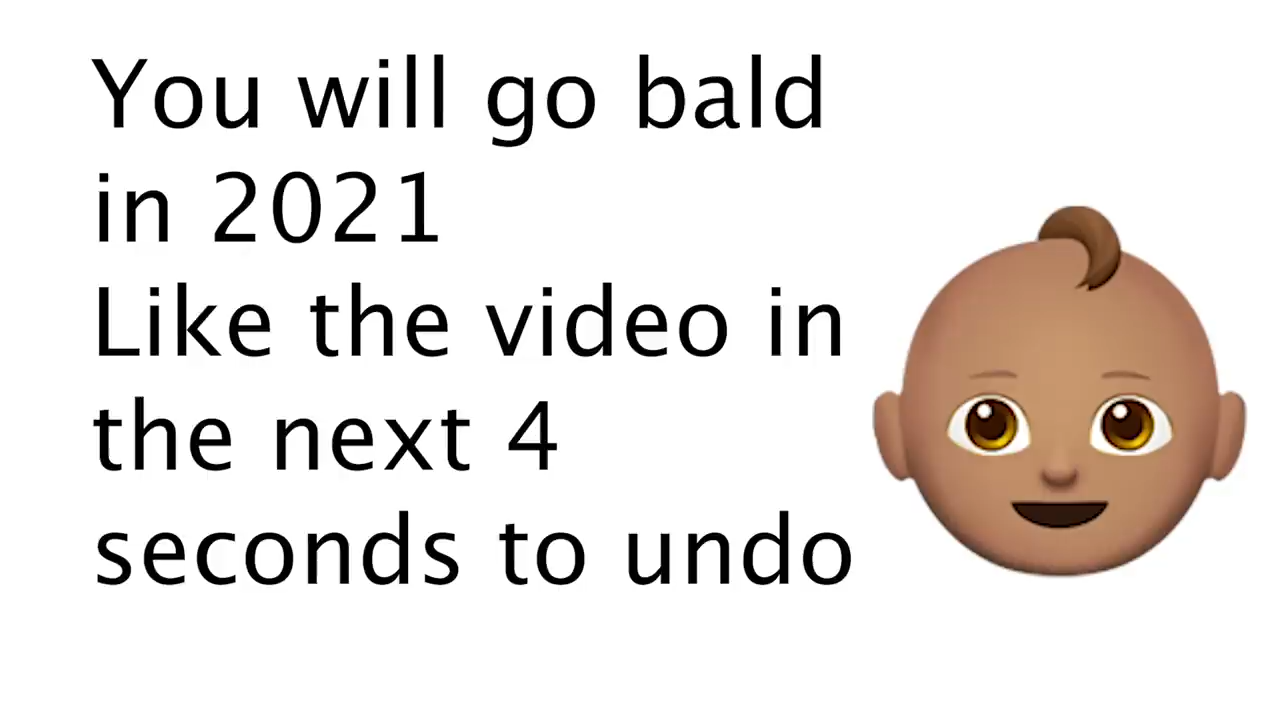 You will go bald
in 2021
Like the video in
the next 4
seconds to undo